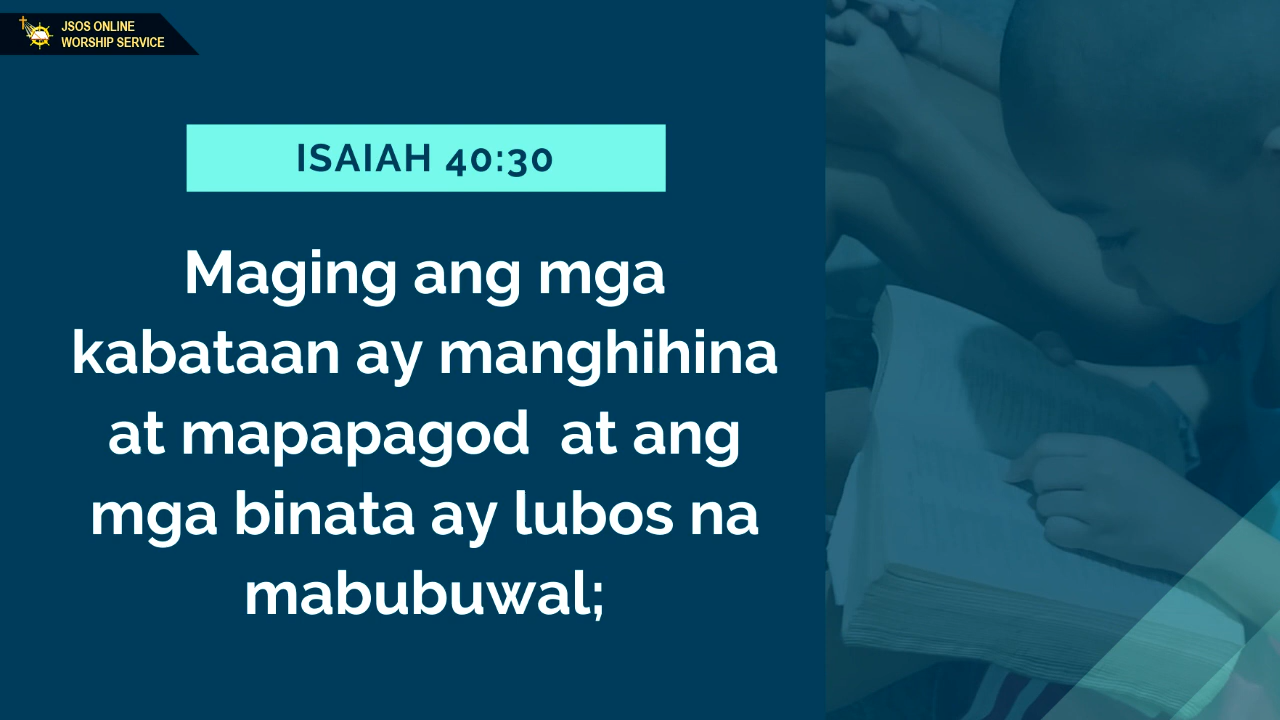 JSOS ONLINE
WORSHIP SERVICE
ISAIAH 40:30
Maging ang mga
kabataan ay manghihina
at mapapagod  at ang
mga binata ay lubos na
mabubuwal;